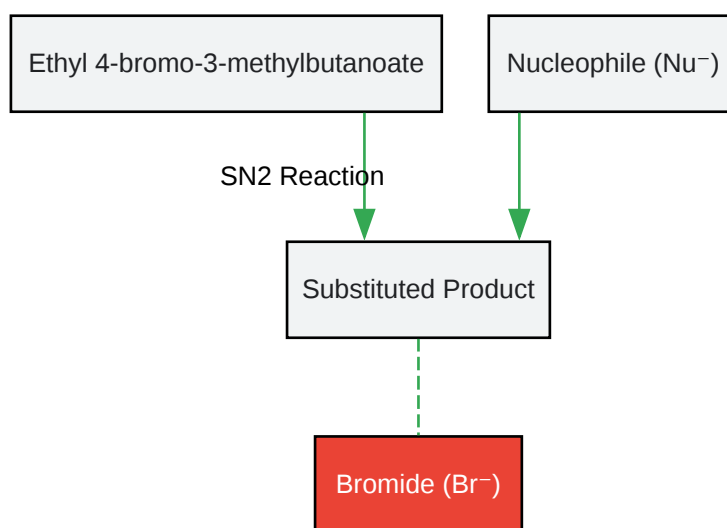 Ethyl 4-bromo-3-methylbutanoate
Nucleophile (Nu⁻)
SN2 Reaction
Substituted Product
Bromide (Br⁻)